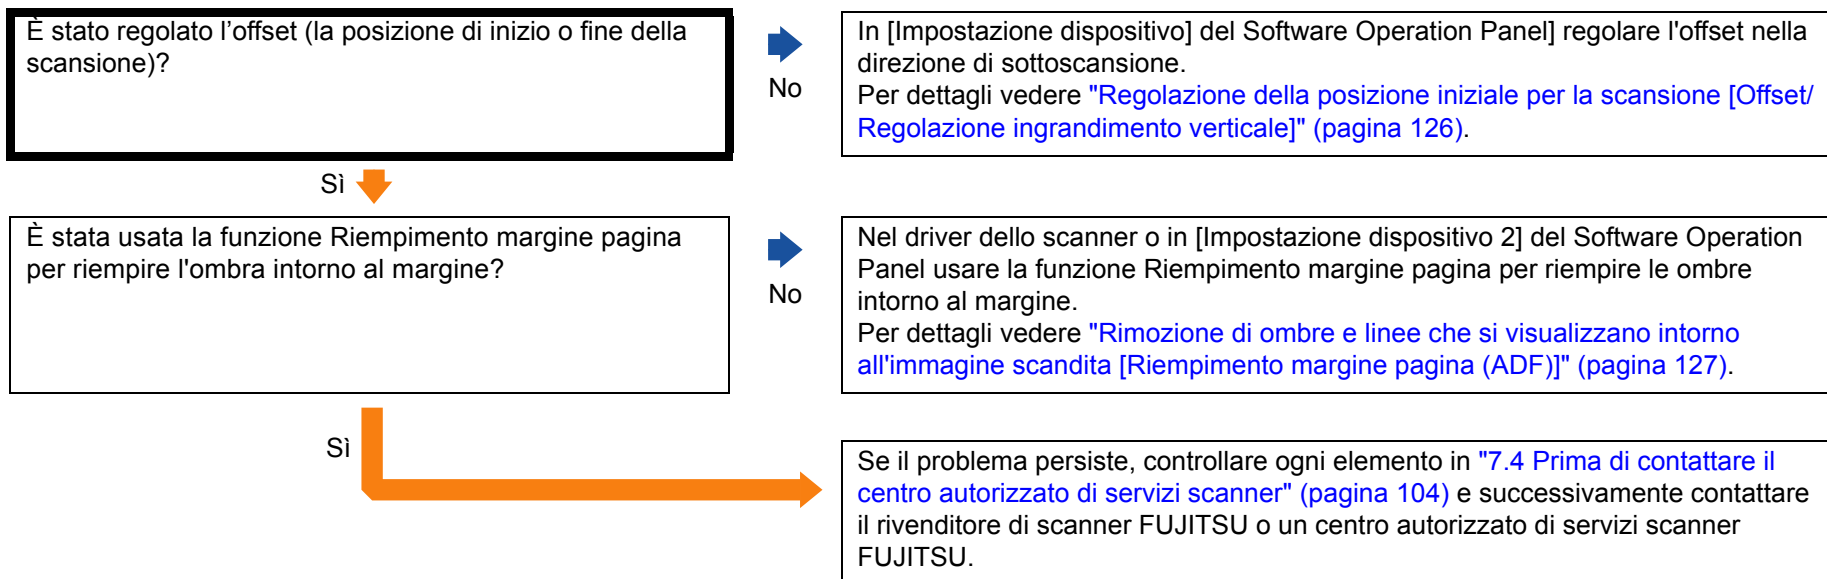 È stato regolato l’offset (la posizione di inizio o fine della
scansione)?
No
In [Impostazione dispositivo] del Software Operation Panel] regolare l'offset nella
direzione di sottoscansione.
Per dettagli vedere "Regolazione della posizione iniziale per la scansione [Offset/
Regolazione ingrandimento verticale]" (pagina 126).
Sì
È stata usata la funzione Riempimento margine pagina
per riempire l'ombra intorno al margine?
No
Nel driver dello scanner o in [Impostazione dispositivo 2] del Software Operation
Panel usare la funzione Riempimento margine pagina per riempire le ombre
intorno al margine.
Per dettagli vedere "Rimozione di ombre e linee che si visualizzano intorno
all'immagine scandita [Riempimento margine pagina (ADF)]" (pagina 127).
Sì
Se il problema persiste, controllare ogni elemento in "7.4 Prima di contattare il
centro autorizzato di servizi scanner" (pagina 104) e successivamente contattare
il rivenditore di scanner FUJITSU o un centro autorizzato di servizi scanner
FUJITSU.